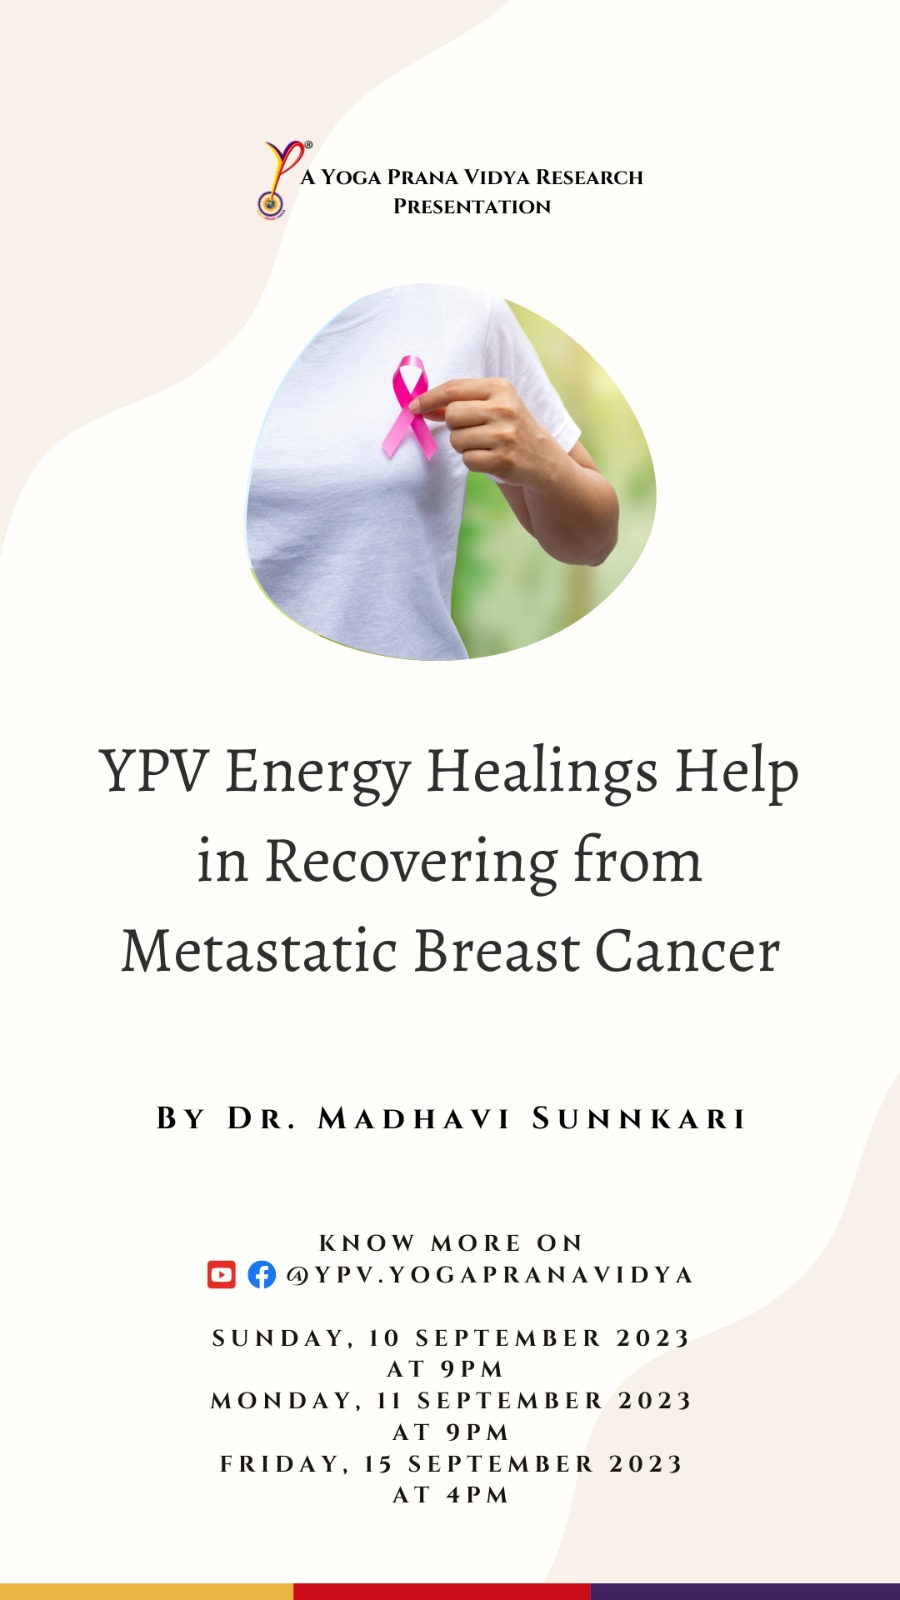 ®
A Yoga Prana Vidya Research
Presentation
YPV Energy Healings Help
in Recovering from
Metastatic Breast Cancer
By Dr. Madhavi Sunnkari
KNOW MORE ON
@YPV.YOGAPRANAVIDYA
SUNDAY, 10 SEPTEMBER 2023
AT 9PM
MONDAY, 11 SEPTEMBER 2023
AT 9PM
FRIDAY, 15 SEPTEMBER 2023
AT 4PM